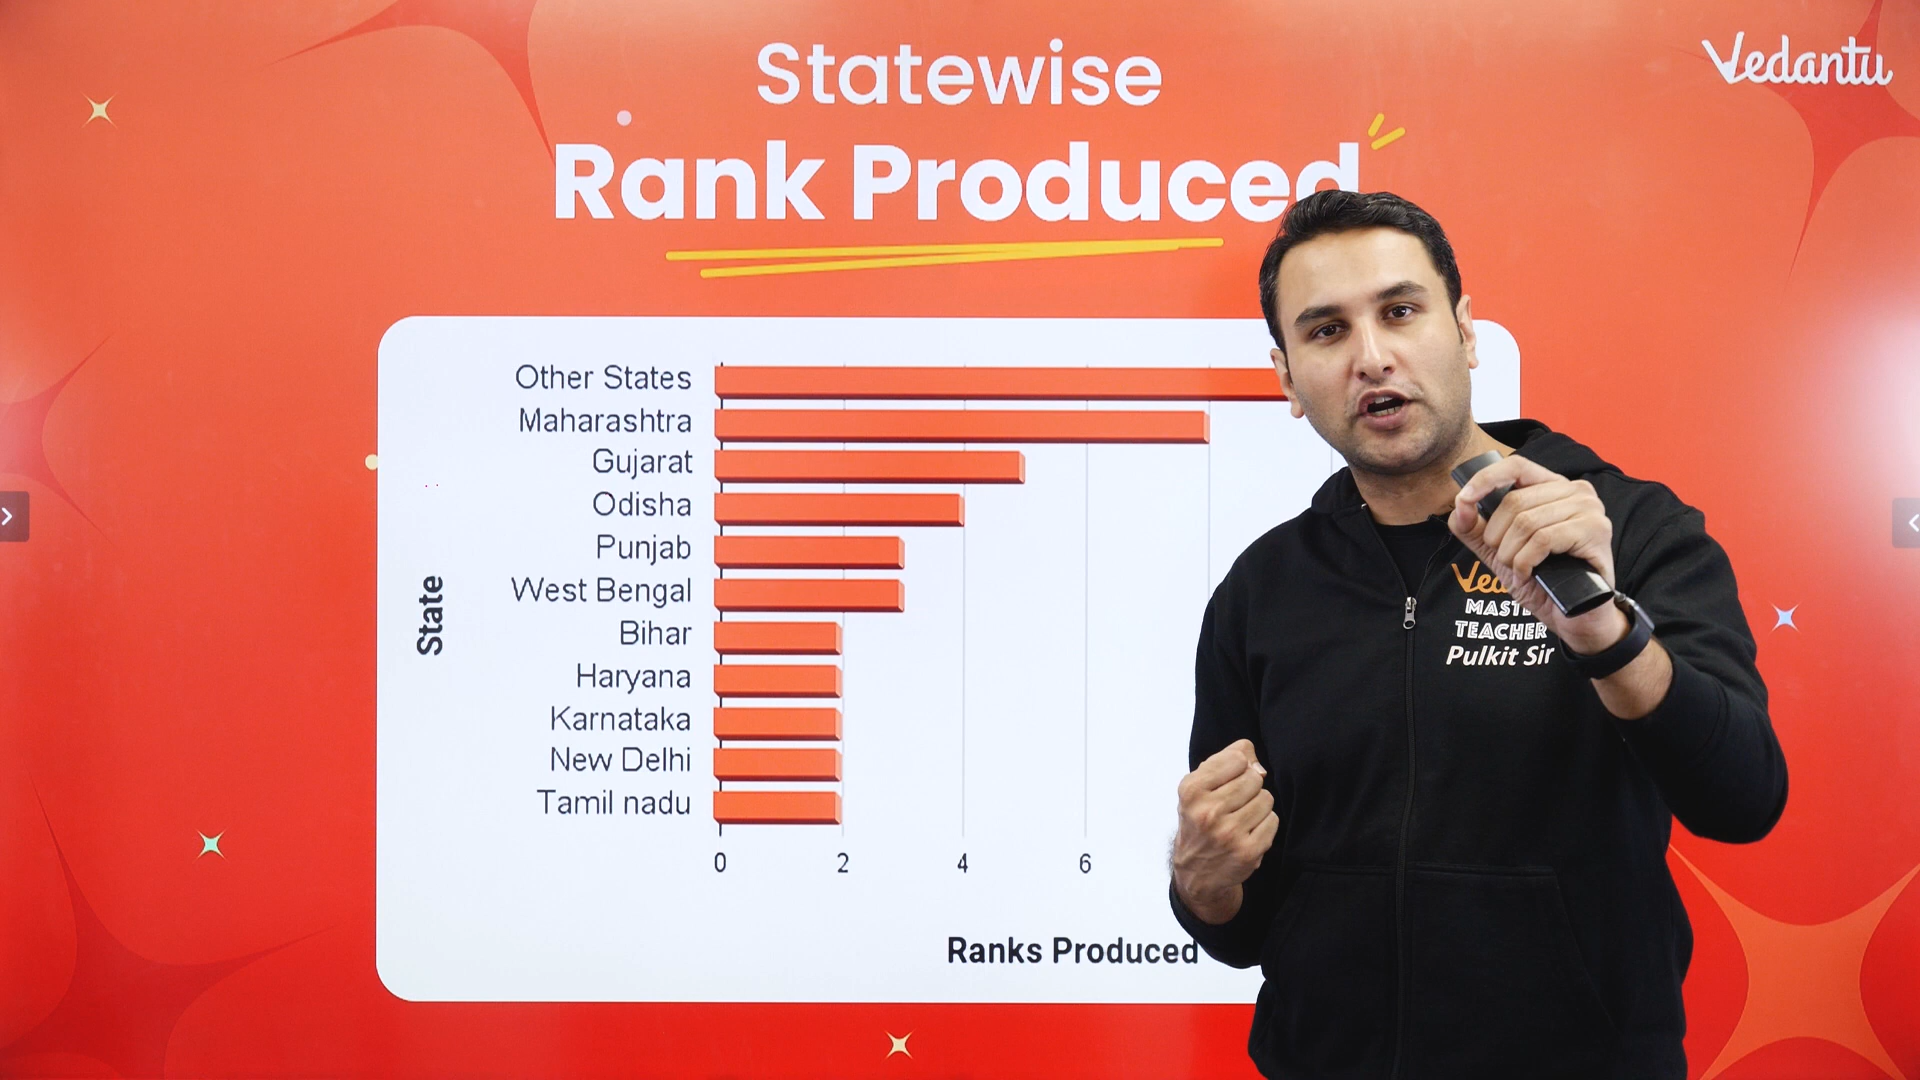 Statewise
Rank Produced
Vedantu
Other States
Maharashtra
Gujarat
Odisha
Punjab
West Bengal
Bihar
Haryana
Karnataka
New Delhi
Tamil nadu
State
0 2 4 6
Ranks Produced
MASTE
TEACHER
Pulkit Sir